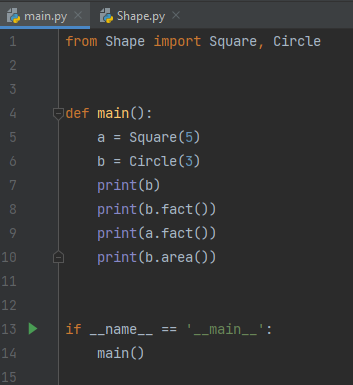 main.py Shape.py
1 from Shape import Square, Circle
2
3
4 def main():
5     a = Square(5)
6     b = Circle(3)
7     print(b)
8     print(b.fact())
9     print(a.fact())
10     print(b.area())
11
12
13 if __name__ == '__main__':
14     main()
15